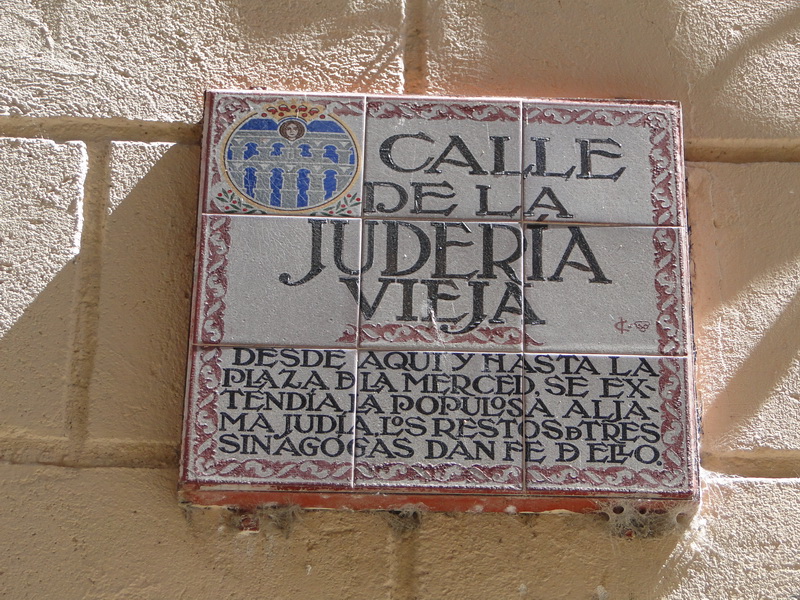 CALLE
DE LA
JUDERÍA
VIEJA
DESDE AQUI Y HASTA LA
PLAZA D LA MERCED, SE EX-
TENDÍA LA POPULOSA ALJA-
MA JUDÍA. LOS RESTOS D TRES
SINAGOGAS DAN FE D ELLO.